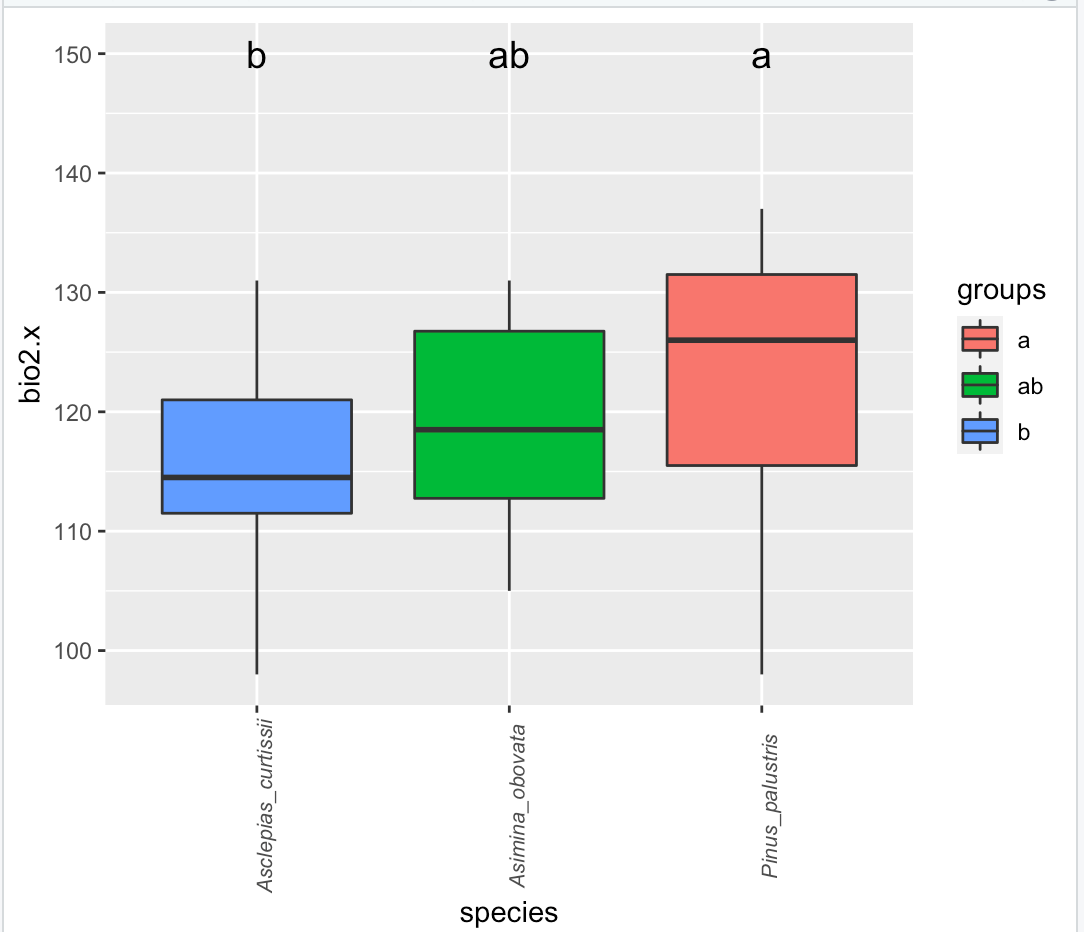 b ab a
150
140
130
120
110
100
bio2.x
Asclepias_curtissii
Asimina_obovata
Pinus_palustris
species
groups
a
ab
b